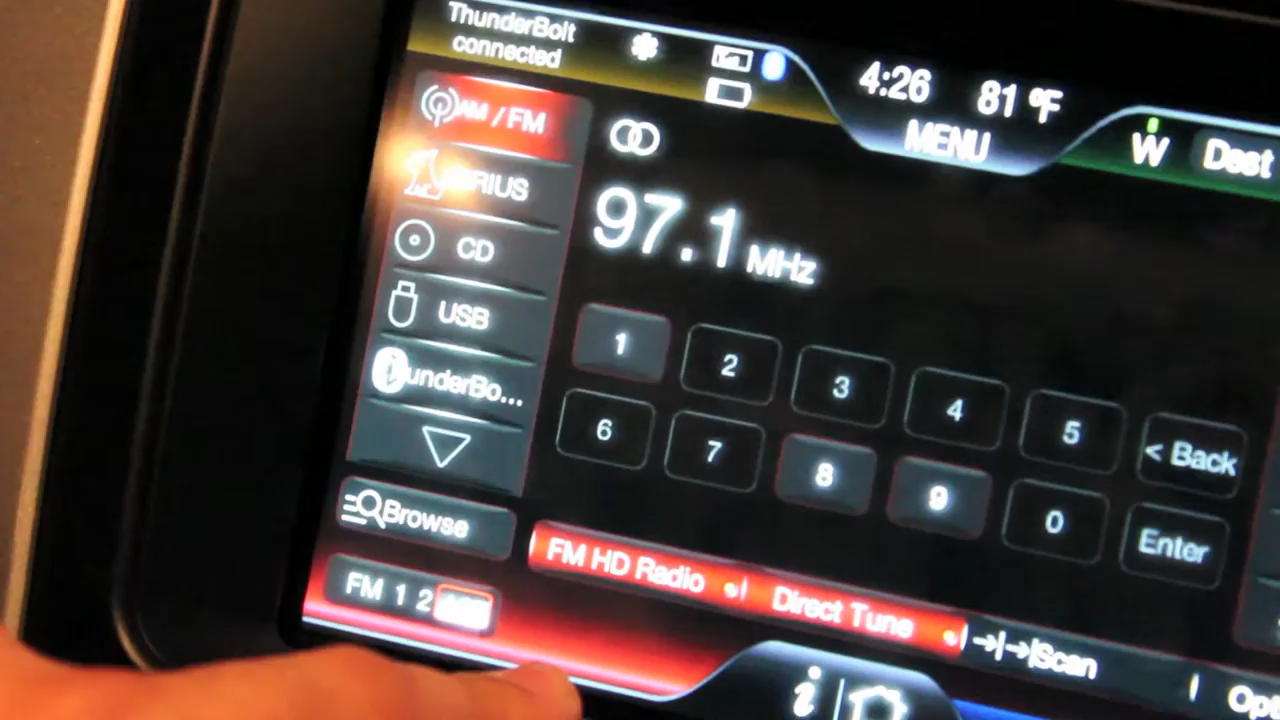 ThunderBolt
connected
4:26
81 °F
MENU
W
Dest
AM / FM
97.1 MHz
CD
USB
underBo...
1
2
3
4
5
< Back
6
7
8
9
0
Enter
Browse
FM HD Radio
Direct Tune
Scan
FM 1 2
i